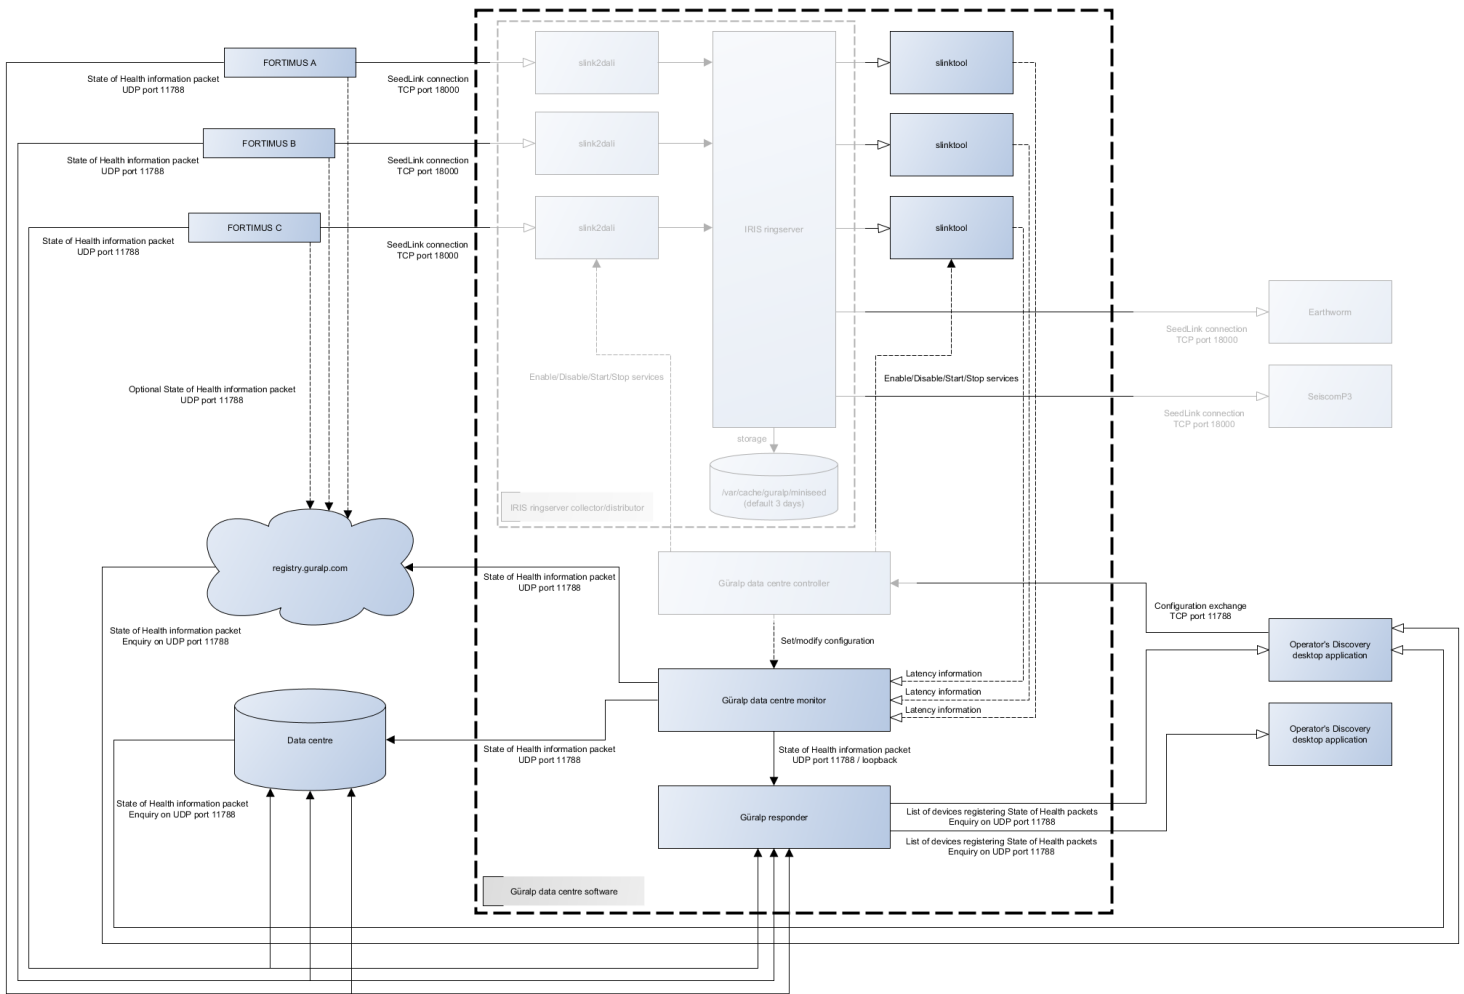 FORTIMUS A
State of Health information packet
UDP port 11788
SeedLink connection
TCP port 18000
slink2dali
slinktool
FORTIMUS B
State of Health information packet
UDP port 11788
SeedLink connection
TCP port 18000
slink2dali
slinktool
FORTIMUS C
State of Health information packet
UDP port 11788
SeedLink connection
TCP port 18000
slink2dali
IRIS ringserver
slinktool
Earthworm
SeedLink connection
TCP port 18000
Enable/Disable/Start/Stop services
Enable/Disable/Start/Stop services
Optional State of Health information packet
UDP port 11788
SeiscomP3
SeedLink connection
TCP port 18000
storage
/var/cache/guralp/miniseed
(default 3 days)
IRIS ringserver collector/distributor
registry.guralp.com
State of Health information packet
UDP port 11788
Güralp data centre controller
Configuration exchange
TCP port 11788
State of Health information packet
Enquiry on UDP port 11788
Set/modify configuration
Operator's Discovery
desktop application
Latency information
Latency information
Latency information
Güralp data centre monitor
Data centre
State of Health information packet
UDP port 11788
State of Health information packet
UDP port 11788 / loopback
Operator's Discovery
desktop application
State of Health information packet
Enquiry on UDP port 11788
Güralp responder
List of devices registering State of Health packets
Enquiry on UDP port 11788
List of devices registering State of Health packets
Enquiry on UDP port 11788
Güralp data centre software